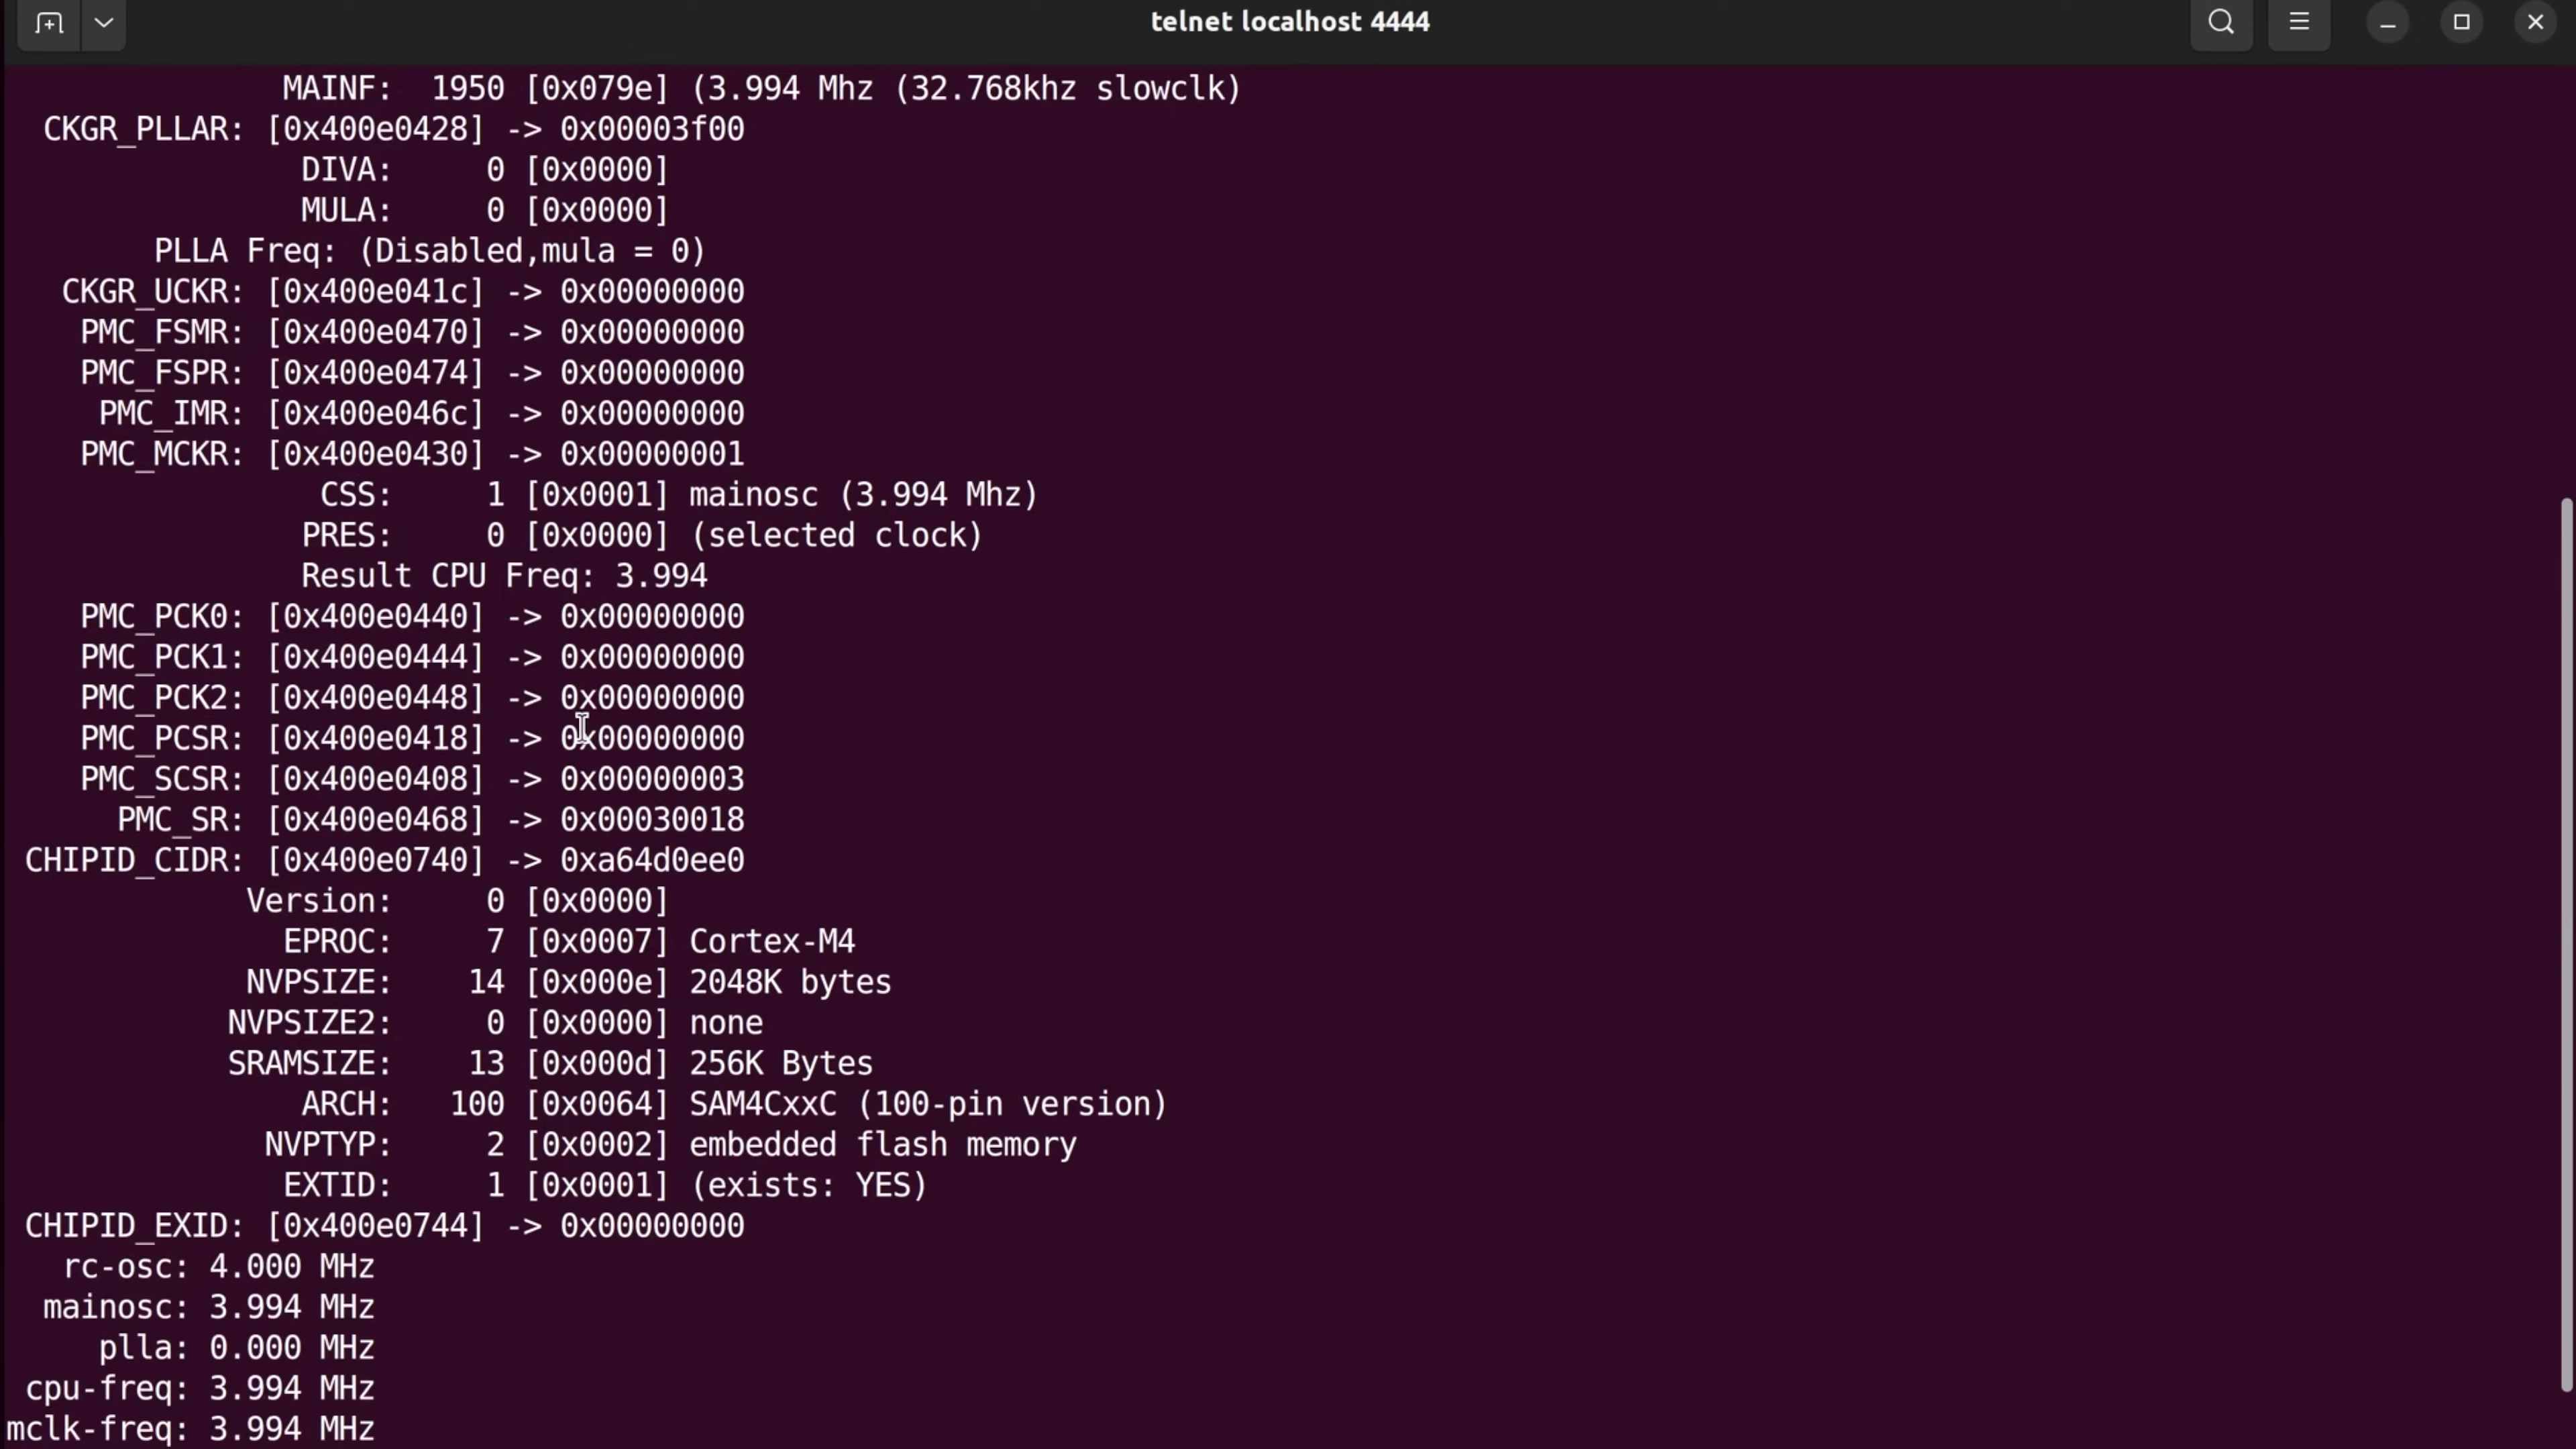 telnet localhost 4444
MAINF: 1950 [0x079e] (3.994 Mhz (32.768khz slowclk)
CKGR_PLLAR: [0x400e0428] -> 0x00003f00
DIVA: 0 [0x0000]
MULA: 0 [0x0000]
PLLA Freq: (Disabled,mula = 0)
CKGR_UCKR: [0x400e041c] -> 0x00000000
PMC_FSMR: [0x400e0470] -> 0x00000000
PMC_FSPR: [0x400e0474] -> 0x00000000
PMC_IMR: [0x400e046c] -> 0x00000000
PMC_MCKR: [0x400e0430] -> 0x00000001
CSS: 1 [0x0001] mainosc (3.994 Mhz)
PRES: 0 [0x0000] (selected clock)
Result CPU Freq: 3.994
PMC_PCK0: [0x400e0440] -> 0x00000000
PMC_PCK1: [0x400e0444] -> 0x00000000
PMC_PCK2: [0x400e0448] -> 0x00000000
PMC_PCSR: [0x400e0418] -> 0x00000000
PMC_SCSR: [0x400e0408] -> 0x00000003
PMC_SR: [0x400e0468] -> 0x00030018
CHIPID_CIDR: [0x400e0740] -> 0xa64d0ee0
Version: 0 [0x0000]
EPROC: 7 [0x0007] Cortex-M4
NVPSIZE: 14 [0x000e] 2048K bytes
NVPSIZE2: 0 [0x0000] none
SRAMSIZE: 13 [0x000d] 256K Bytes
ARCH: 100 [0x0064] SAM4CxxC (100-pin version)
NVPTYP: 2 [0x0002] embedded flash memory
EXTID: 1 [0x0001] (exists: YES)
CHIPID_EXID: [0x400e0744] -> 0x00000000
rc-osc: 4.000 MHz
mainosc: 3.994 MHz
plla: 0.000 MHz
cpu-freq: 3.994 MHz
mclk-freq: 3.994 MHz